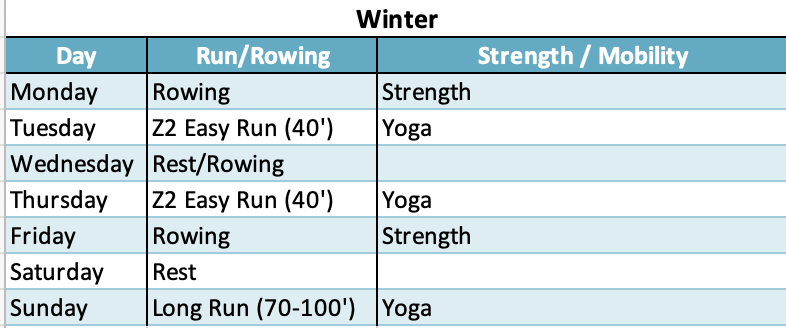 Winter
Day Run/Rowing Strength / Mobility
Monday Rowing Strength
Tuesday Z2 Easy Run (40') Yoga
Wednesday Rest/Rowing
Thursday Z2 Easy Run (40') Yoga
Friday Rowing Strength
Saturday Rest
Sunday Long Run (70-100') Yoga